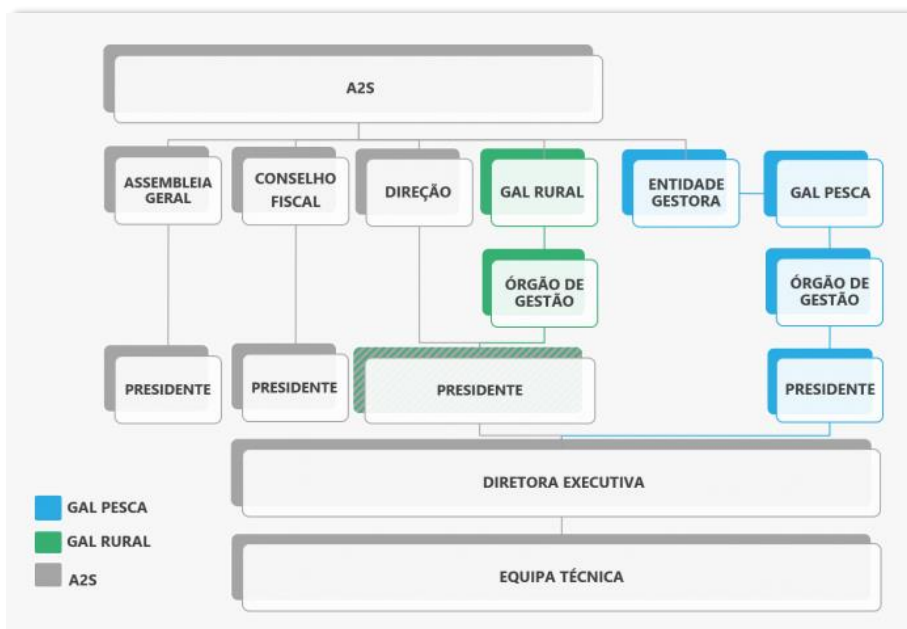 A2S
ASSEMBLEIA
GERAL
CONSELHO
FISCAL
DIREÇÃO
GAL RURAL
ENTIDADE
GESTORA
GAL PESCA
ÓRGÃO DE
GESTÃO
ÓRGÃO DE
GESTÃO
PRESIDENTE
PRESIDENTE
PRESIDENTE
PRESIDENTE
DIRETORA EXECUTIVA
EQUIPA TÉCNICA
GAL PESCA
GAL RURAL
A2S